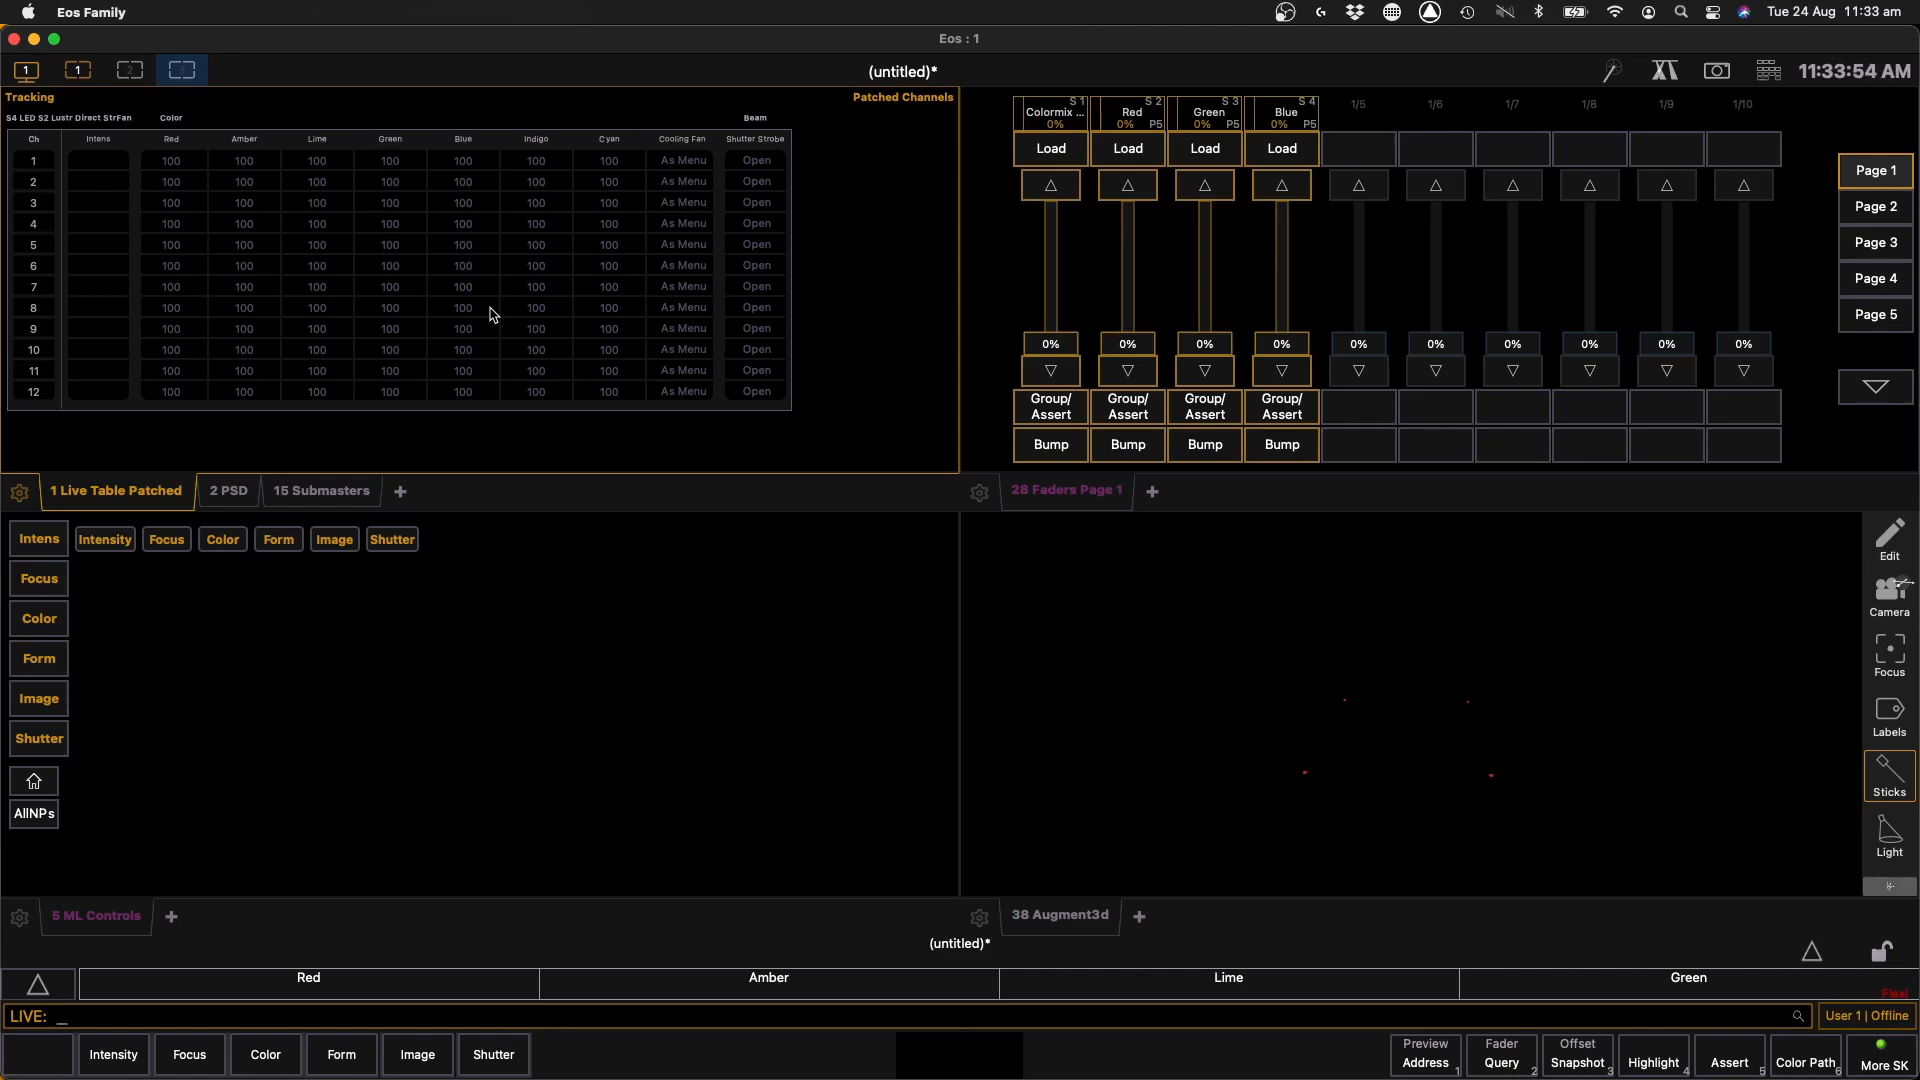 Eos Family
Tue 24 Aug 11:33 am
Eos : 1
1 1 2 3
(untitled)*
11:33:54 AM
Tracking
Patched Channels
S4 LED S2 Lustr Direct StrFan Color Beam
Ch Intens Red Amber Lime Green Blue Indigo Cyan Cooling Fan Shutter Strobe
1 100 100 100 100 100 100 100 As Menu Open
2 100 100 100 100 100 100 100 As Menu Open
3 100 100 100 100 100 100 100 As Menu Open
4 100 100 100 100 100 100 100 As Menu Open
5 100 100 100 100 100 100 100 As Menu Open
6 100 100 100 100 100 100 100 As Menu Open
7 100 100 100 100 100 100 100 As Menu Open
8 100 100 100 100 100 100 100 As Menu Open
9 100 100 100 100 100 100 100 As Menu Open
10 100 100 100 100 100 100 100 As Menu Open
11 100 100 100 100 100 100 100 As Menu Open
12 100 100 100 100 100 100 100 As Menu Open
S 1 S 2 S 3 S 4 1/5 1/6 1/7 1/8 1/9 1/10
Colormix ... Red Green Blue
0% 0% P5 0% P5 0% P5
Load Load Load Load
0% 0% 0% 0% 0% 0% 0% 0% 0% 0%
Group/ Group/ Group/ Group/
Assert Assert Assert Assert
Bump Bump Bump Bump
Page 1
Page 2
Page 3
Page 4
Page 5
1 Live Table Patched 2 PSD 15 Submasters +
28 Faders Page 1 +
Intens Intensity Focus Color Form Image Shutter
Focus
Color
Form
Image
Shutter
AllNPs
Edit
Camera
Focus
Labels
Sticks
Light
5 ML Controls +
38 Augment3d +
(untitled)*
Red Amber Lime Green
Flexi
LIVE: _
User 1 | Offline
Intensity Focus Color Form Image Shutter
Preview Fader Offset
Address 1 Query 2 Snapshot 3 Highlight 4 Assert 5 Color Path 6 More SK